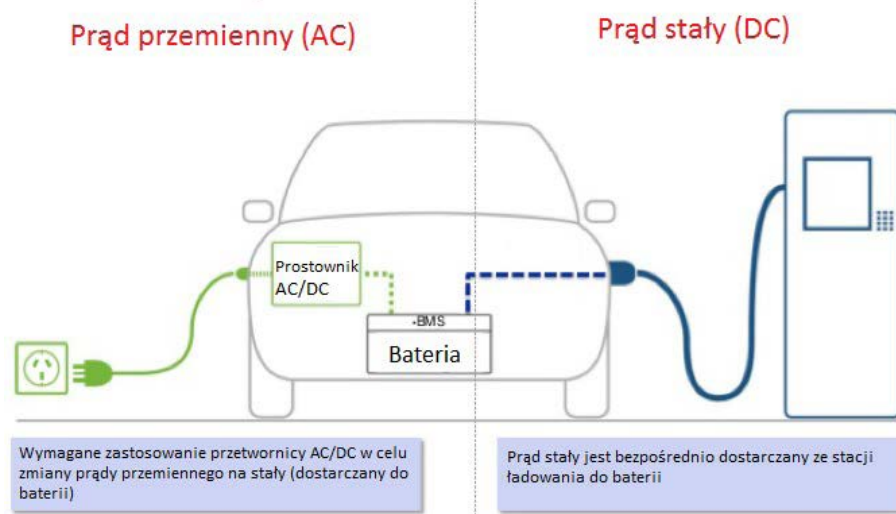 Prąd przemienny (AC)
Prąd stały (DC)
Prostownik
AC/DC
-BMS
Bateria
Wymagane zastosowanie przetwornicy AC/DC w celu
zmiany prądy przemiennego na stały (dostarczany do
baterii)
Prąd stały jest bezpośrednio dostarczany ze stacji
ładowania do baterii